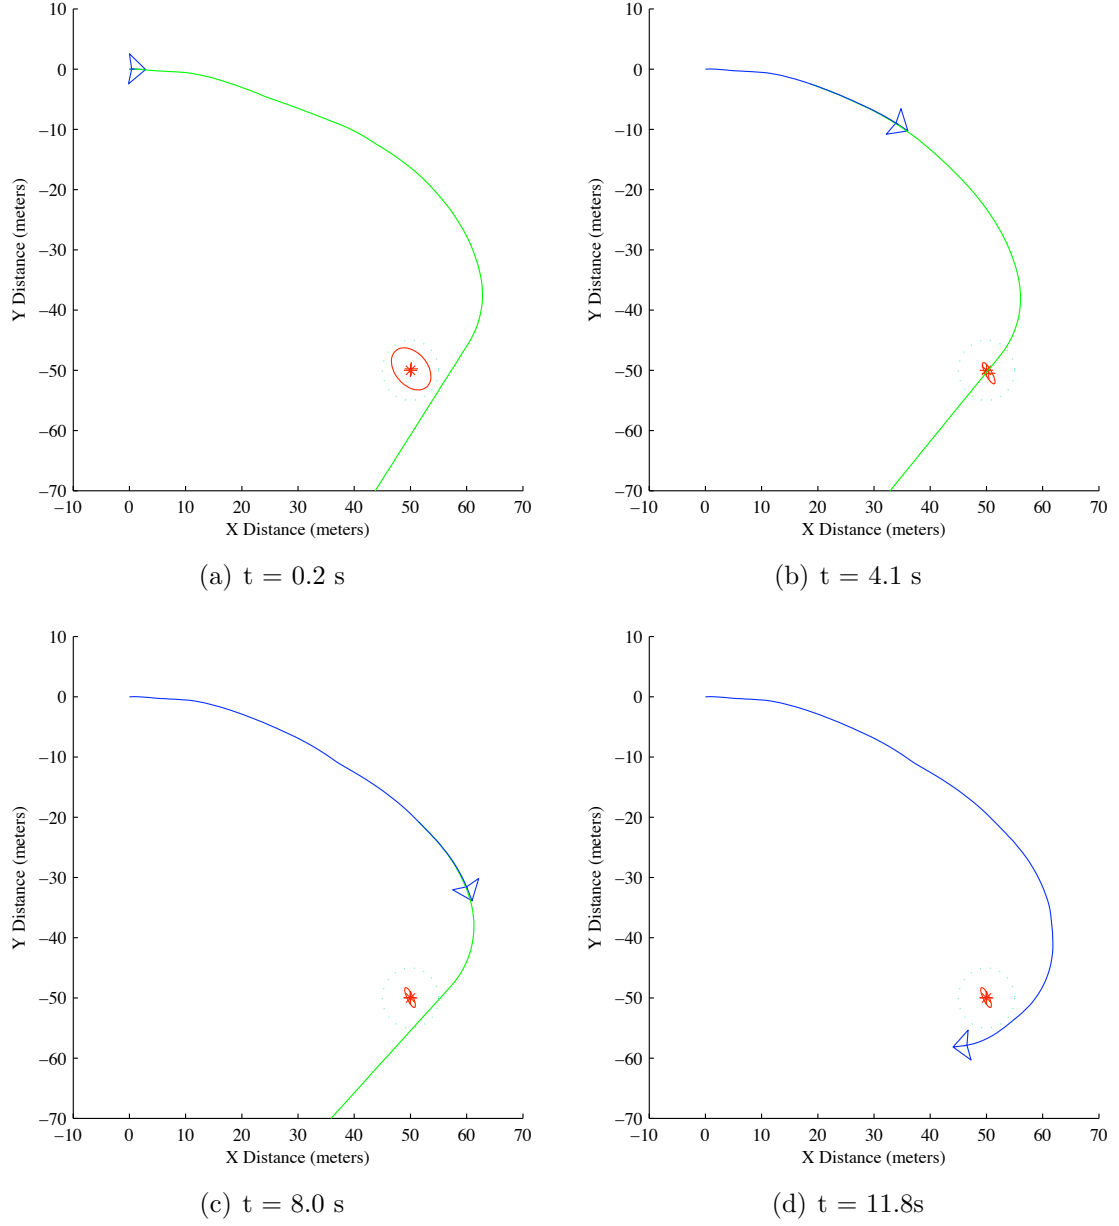 10
0
–10
–20
–30
–40
–50
–60
–70
Y Distance (meters)
–10 0 10 20 30 40 50 60 70
X Distance (meters)
(a) t = 0.2 s
10
0
–10
–20
–30
–40
–50
–60
–70
Y Distance (meters)
–10 0 10 20 30 40 50 60 70
X Distance (meters)
(b) t = 4.1 s
10
0
–10
–20
–30
–40
–50
–60
–70
Y Distance (meters)
–10 0 10 20 30 40 50 60 70
X Distance (meters)
(c) t = 8.0 s
10
0
–10
–20
–30
–40
–50
–60
–70
Y Distance (meters)
–10 0 10 20 30 40 50 60 70
X Distance (meters)
(d) t = 11.8s